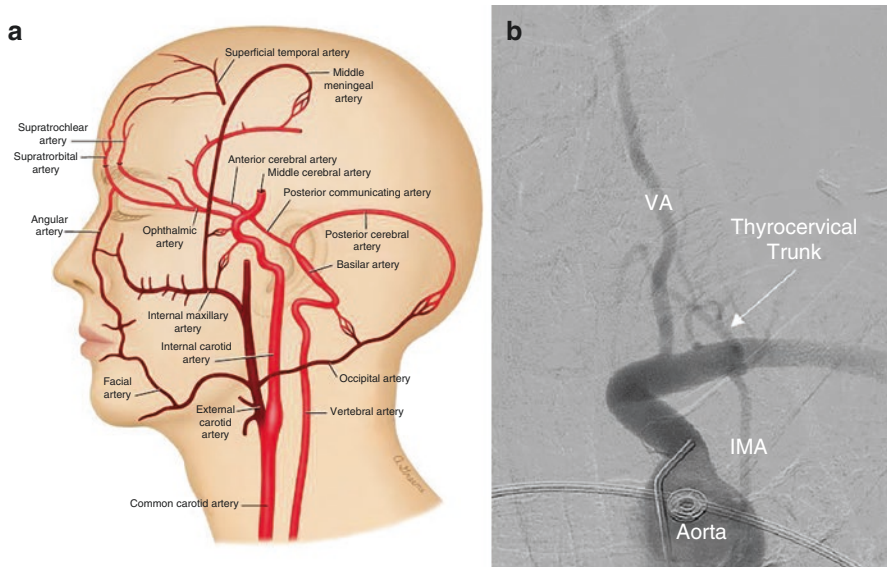 a
Superficial temporal artery
Middle
meningeal
artery
Supratrochlear
artery
Supratrorbital
artery
Anterior cerebral artery
Middle cerebral artery
Posterior communicating artery
Angular
artery
Ophthalmic
artery
Posterior cerebral
artery
Basilar artery
Internal maxillary
artery
Internal carotid
artery
Occipital artery
Facial
artery
External
carotid
artery
Vertebral artery
Common carotid artery
b
VA
Thyrocervical
Trunk
IMA
Aorta